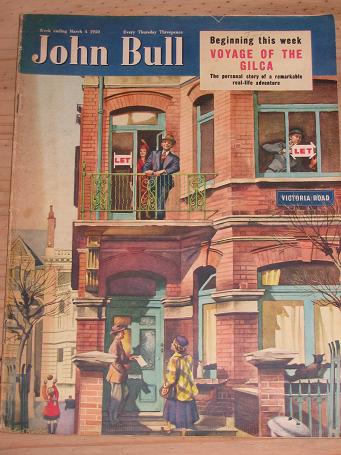 Week ending March 4 1950
Every Thursday Threepence
John Bull
Beginning this week
VOYAGE OF THE
GILCA
The personal story of a remarkable
real-life adventure
LET
LET
VICTORIA ROAD